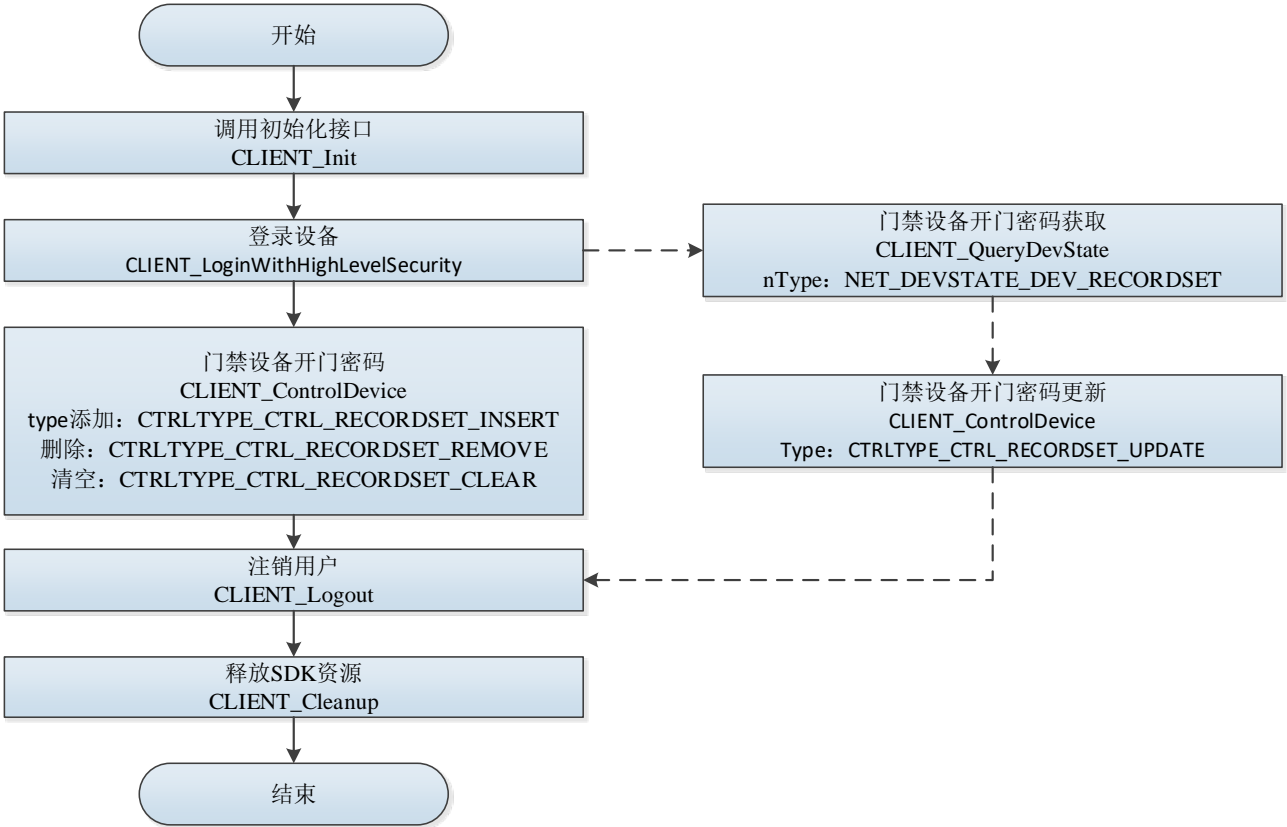 开始
调用初始化接口
CLIENT_Init
登录设备
CLIENT_LoginWithHighLevelSecurity
门禁设备开门密码获取
CLIENT_QueryDevState
nType：NET_DEVSTATE_DEV_RECORDSET
门禁设备开门密码
CLIENT_ControlDevice
type添加：CTRLTYPE_CTRL_RECORDSET_INSERT
删除：CTRLTYPE_CTRL_RECORDSET_REMOVE
清空：CTRLTYPE_CTRL_RECORDSET_CLEAR
门禁设备开门密码更新
CLIENT_ControlDevice
Type：CTRLTYPE_CTRL_RECORDSET_UPDATE
注销用户
CLIENT_Logout
释放SDK资源
CLIENT_Cleanup
结束